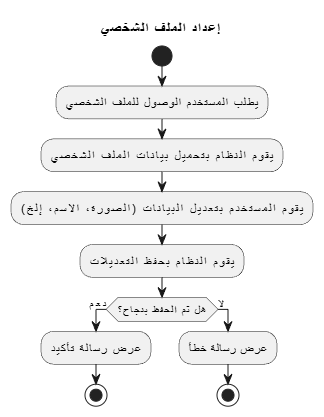 إعداد الملف الشخصي
يطلب المستخدم الوصول للملف الشخصي
يقوم النظام بتحميل بيانات الملف الشخصي
يقوم المستخدم بتعديل البيانات (الصورة، الاسم، إلخ)
يقوم النظام بحفظ التعديلات
هل تم الحفظ بنجاح؟
نعم
لا
عرض رسالة تأكيد
عرض رسالة خطأ